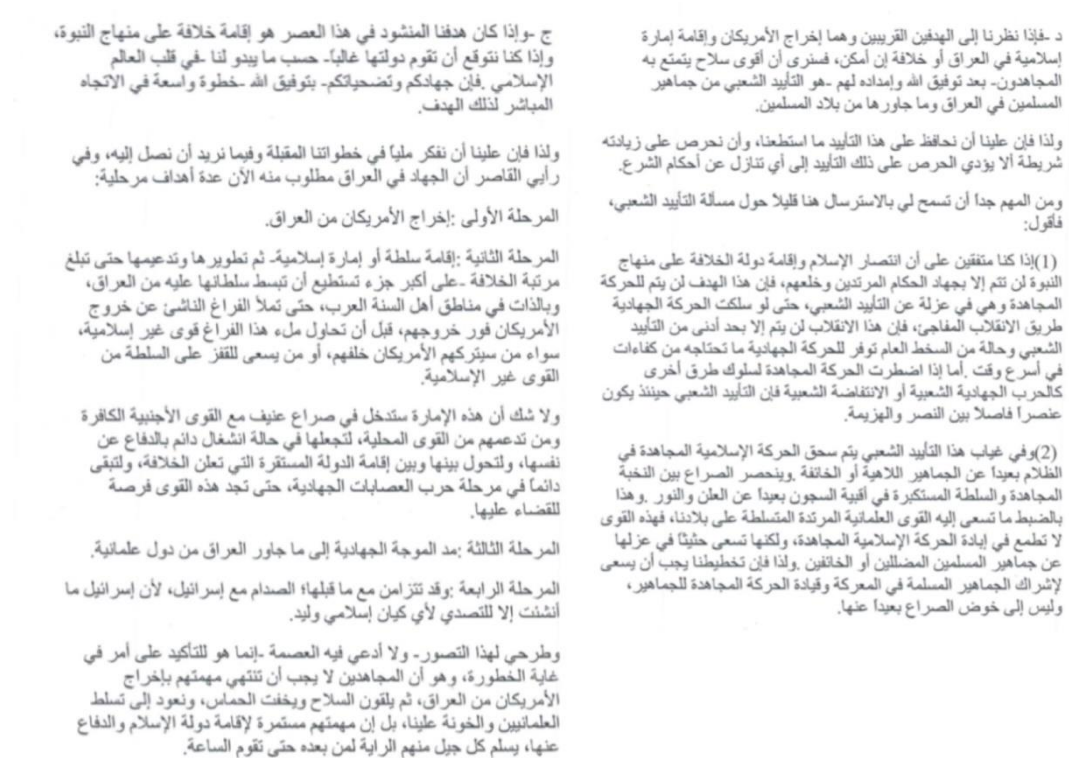 ج -وإذا كان هدفنا المنشود في هذا العصر هو إقامة خلافة على منهاج النبوة،
وإذا كنا نتوقع أن تقوم دولتها غالباً- حسب ما يبدو لنا -في قلب العالم
الإسلامي .فإن جهادكم وتضحياتكم- بتوفيق الله -خطوة واسعة في الاتجاه
المباشر لذلك الهدف.
ولذا فإن علينا أن نفكر ملياً في خطواتنا المقبلة وفيما نريد أن نصل إليه، وفي
رأيي القاصر أن الجهاد في العراق مطلوب منه الآن عدة أهداف مرحلية:
المرحلة الأولى :إخراج الأمريكان من العراق.
المرحلة الثانية :إقامة سلطة أو إمارة إسلامية- ثم تطويرها وتدعيمها حتى تبلغ
مرتبة الخلافة -على أكبر جزء تستطيع أن تبسط سلطانها عليه من العراق،
وبالذات في مناطق أهل السنة العرب، حتى تملأ الفراغ الناشئ عن خروج
الأمريكان فور خروجهم، قبل أن تحاول ملء هذا الفراغ قوى غير إسلامية،
سواء من سيتركهم الأمريكان خلفهم، أو من يسعى للقفز على السلطة من
القوى غير الإسلامية.
ولا شك أن هذه الإمارة ستدخل في صراع عنيف مع القوى الأجنبية الكافرة
ومن تدعمهم من القوى المحلية، لتجعلها في حالة انشغال دائم بالدفاع عن
نفسها، ولتحول بينها وبين إقامة الدولة المستقرة التي تعلن الخلافة، ولتبقى
دائماً في مرحلة حرب العصابات الجهادية، حتى تجد هذه القوى فرصة
للقضاء عليها.
المرحلة الثالثة :مد الموجة الجهادية إلى ما جاور العراق من دول علمانية.
المرحلة الرابعة :وقد تتزامن مع ما قبلها؛ الصدام مع إسرائيل، لأن إسرائيل ما
أنشئت إلا للتصدي لأي كيان إسلامي وليد.
وطرحي لهذا التصور- ولا أدعي فيه العصمة -إنما هو للتأكيد على أمر في
غاية الخطورة، وهو أن المجاهدين لا يجب أن تنتهي مهمتهم بإخراج
الأمريكان من العراق، ثم يلقون السلاح ويخفت الحماس، ونعود إلى تسلط
العلمانيين والخونة علينا، بل إن مهمتهم مستمرة لإقامة دولة الإسلام والدفاع
عنها، يسلم كل جيل منهم الراية لمن بعده حتى تقوم الساعة.
د -فإذا نظرنا إلى الهدفين القريبين وهما إخراج الأمريكان وإقامة إمارة
إسلامية في العراق أو خلافة إن أمكن، فسنرى أن أقوى سلاح يتمتع به
المجاهدون- بعد توفيق الله وإمداده لهم -هو التأييد الشعبي من جماهير
المسلمين في العراق وما جاورها من بلاد المسلمين.
ولذا فإن علينا أن نحافظ على هذا التأييد ما استطعنا، وأن نحرص على زيادته
شريطة ألا يؤدي الحرص على ذلك التأييد إلى أي تنازل عن أحكام الشرع.
ومن المهم جداً أن تسمح لي بالاسترسال هنا قليلا حول مسألة التأييد الشعبي،
فأقول:
(1)إذا كنا متفقين على أن انتصار الإسلام وإقامة دولة الخلافة على منهاج
النبوة لن تتم إلا بجهاد الحكام المرتدين وخلعهم، فإن هذا الهدف لن يتم للحركة
المجاهدة وهي في عزلة عن التأييد الشعبي، حتى لو سلكت الحركة الجهادية
طريق الانقلاب المفاجئ، فإن هذا الانقلاب لن يتم إلا بحد أدنى من التأييد
الشعبي وحالة من السخط العام توفر للحركة الجهادية ما تحتاجه من كفاءات
في أسرع وقت .أما إذا اضطرت الحركة المجاهدة لسلوك طرق أخرى
كالحرب الجهادية الشعبية أو الانتفاضة الشعبية فإن التأييد الشعبي حينئذ يكون
عنصراً فاصلا بين النصر والهزيمة.
(2)وفي غياب هذا التأييد الشعبي يتم سحق الحركة الإسلامية المجاهدة في
الظلام بعيداً عن الجماهير اللاهية أو الخائفة .وينحصر الصراع بين النخبة
المجاهدة والسلطة المستكبرة في أقبية السجون بعيداً عن العلن والنور .وهذا
بالضبط ما تسعى إليه القوى العلمانية المرتدة المتسلطة على بلادنا، فهذه القوى
لا تطمع في إبادة الحركة الإسلامية المجاهدة، ولكنها تسعى حثيثاً في عزلها
عن جماهير المسلمين المضللين أو الخائفين .ولذا فإن تخطيطنا يجب أن يسعى
لإشراك الجماهير المسلمة في المعركة وقيادة الحركة المجاهدة للجماهير،
وليس إلى خوض الصراع بعيداً عنها.